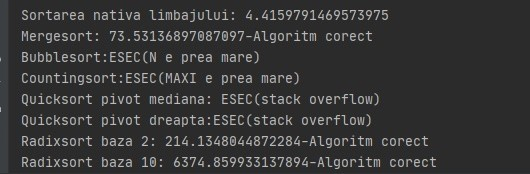 Sortarea nativa limbajului: 4.4159791469573975
Mergesort: 73.53136897087097-Algoritm corect
Bubblesort:ESEC(N e prea mare)
Countingsort:ESEC(MAXI e prea mare)
Quicksort pivot mediana: ESEC(stack overflow)
Quicksort pivot dreapta:ESEC(stack overflow)
Radixsort baza 2: 214.1348044872284-Algoritm corect
Radixsort baza 10: 6374.859933137894-Algoritm corect